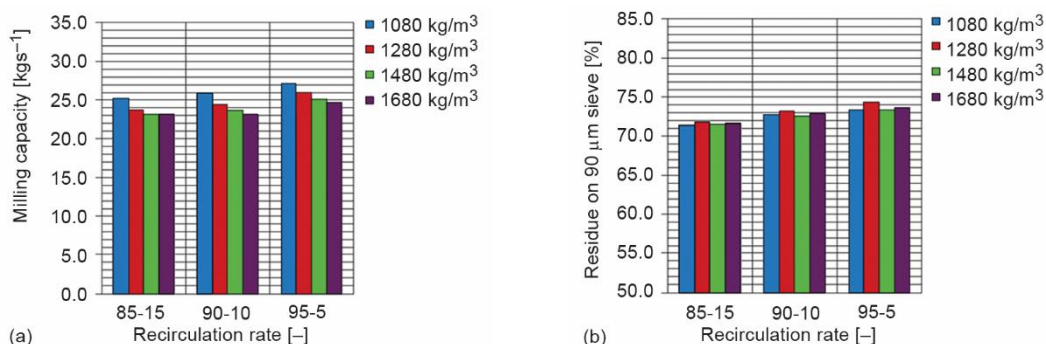 Milling capacity [kgs⁻¹]
35.0
30.0
25.0
20.0
15.0
10.0
5.0
0.0
85-15
90-10
95-5
Recirculation rate [–]
(a)
1080 kg/m³
1280 kg/m³
1480 kg/m³
1680 kg/m³
Residue on 90 μm sieve [%]
85.0
80.0
75.0
70.0
65.0
60.0
55.0
50.0
85-15
90-10
95-5
Recirculation rate [–]
(b)
1080 kg/m³
1280 kg/m³
1480 kg/m³
1680 kg/m³